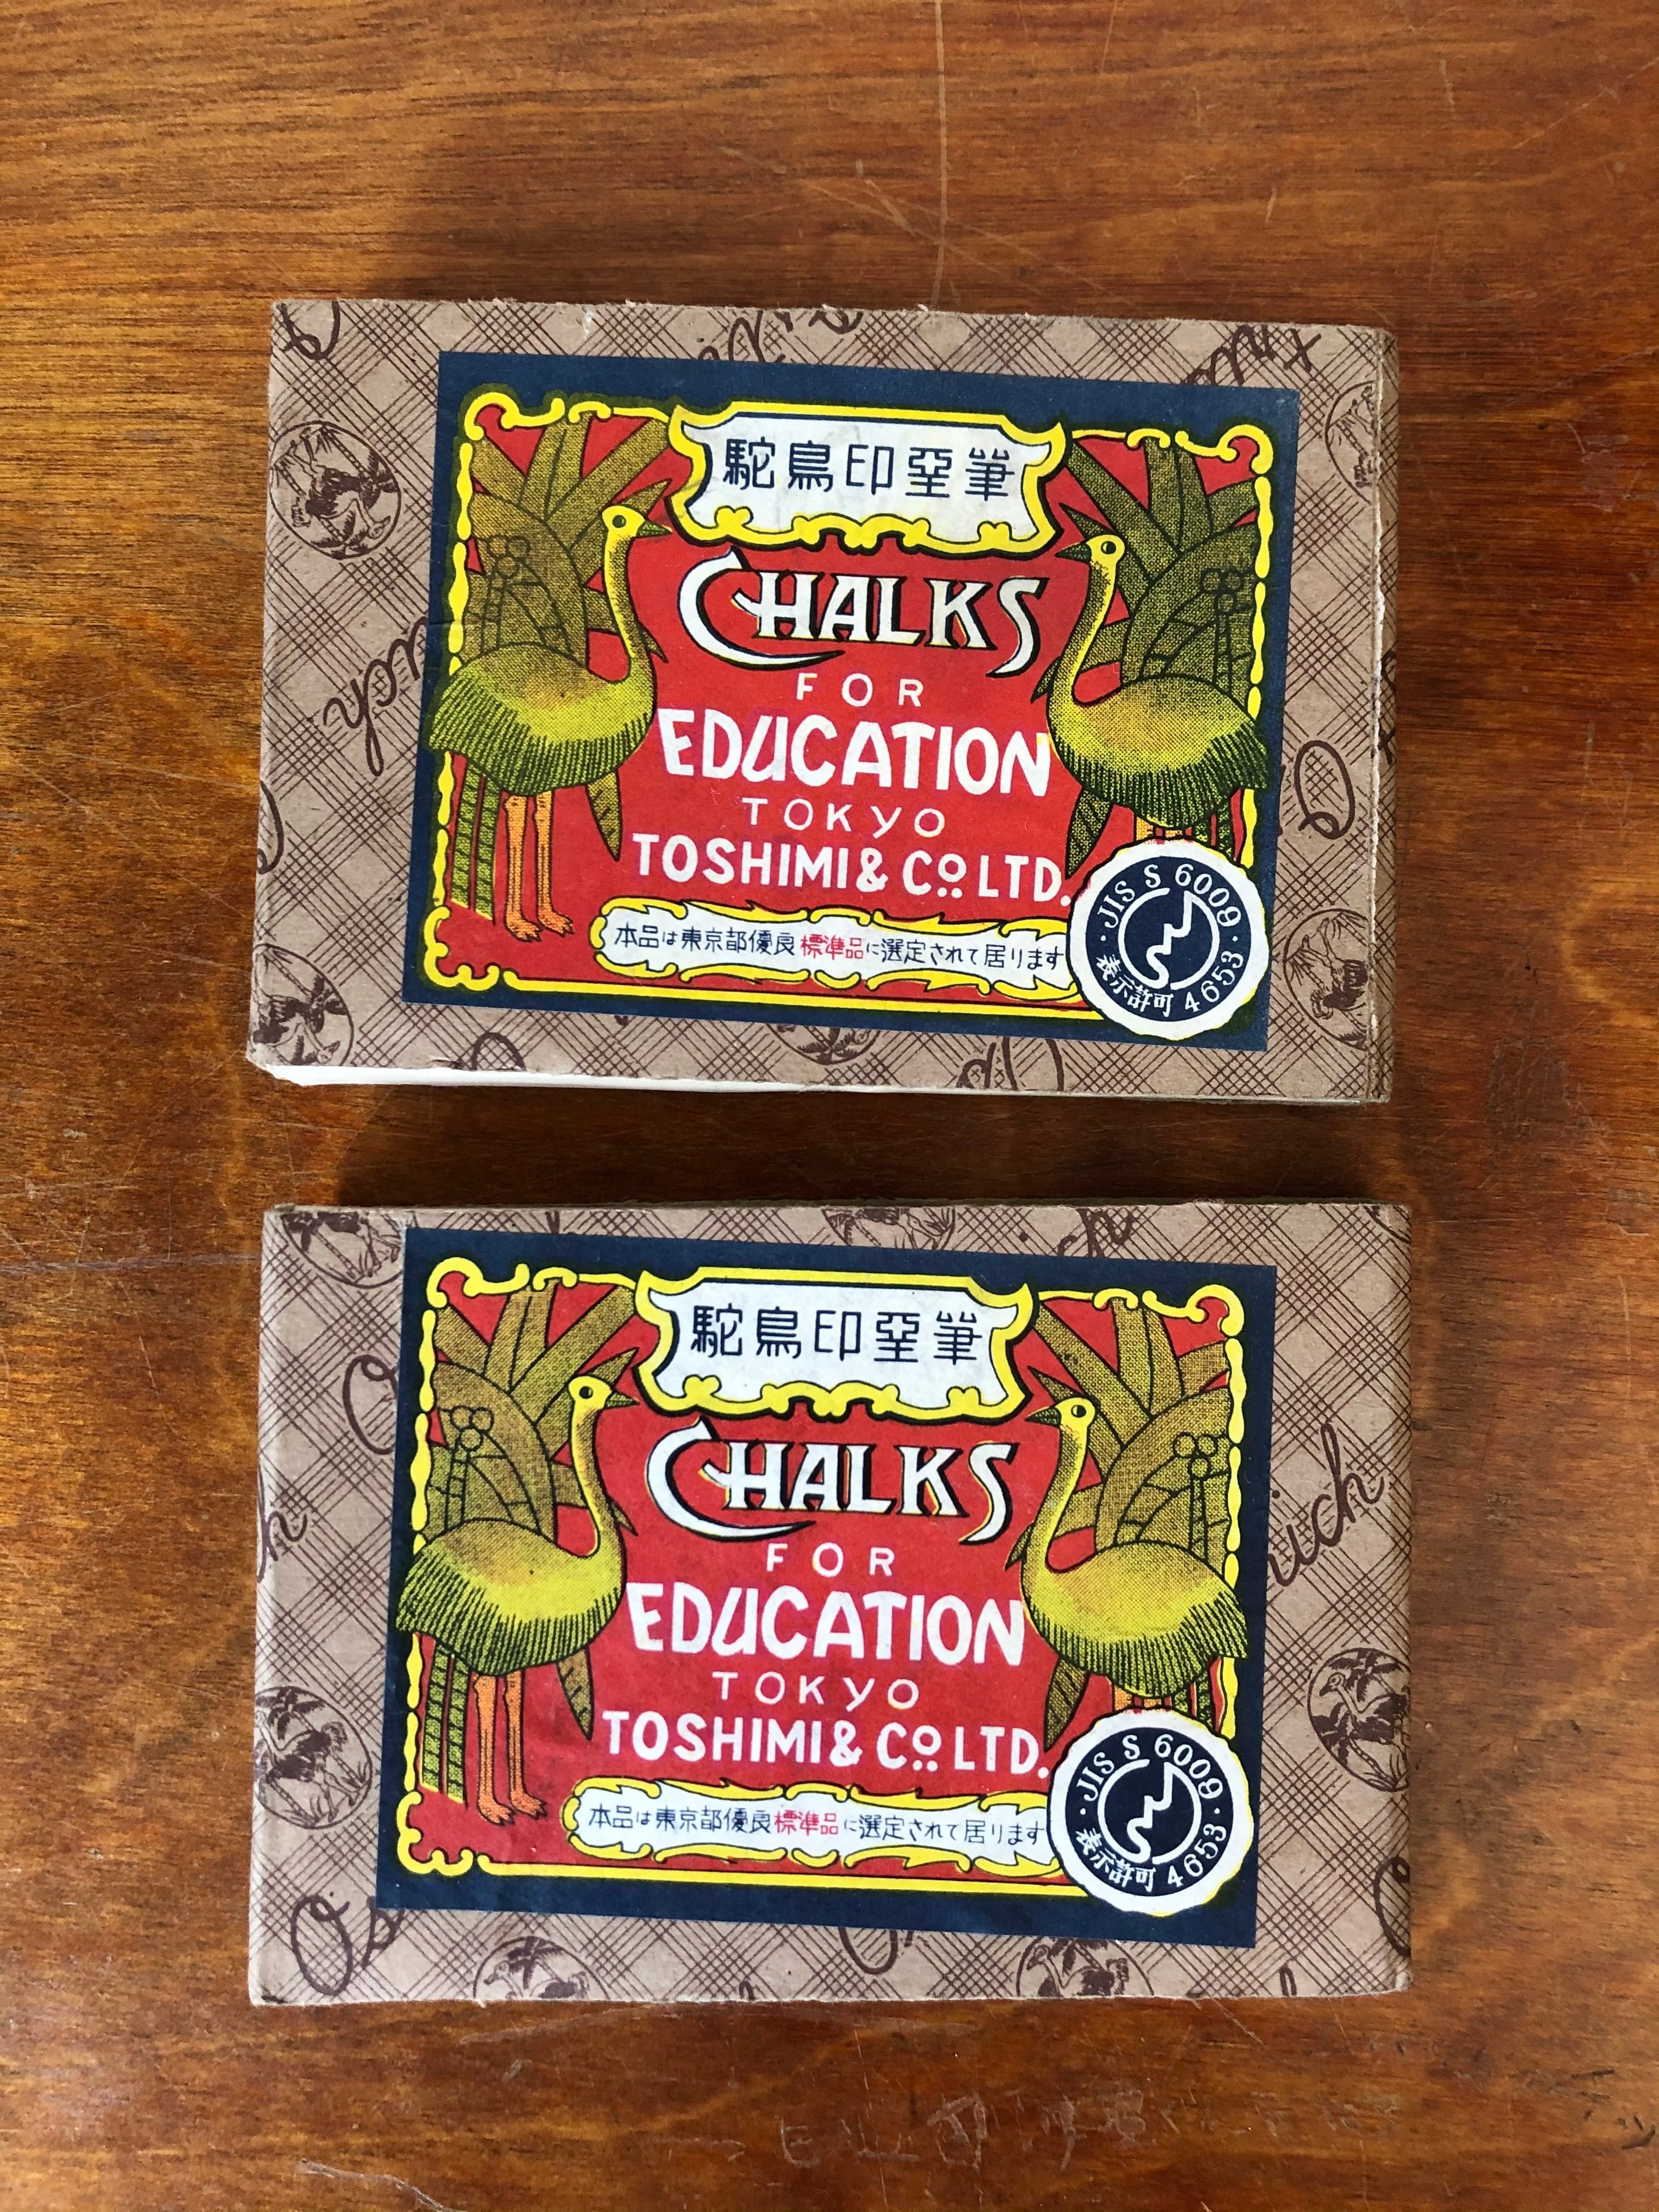 駝鳥印堊筆
CHALKS
FOR
EDUCATION
TOKYO
TOSHIMI & Co. LTD.
本品は東京都優良標準品に選定されて居ります
JIS S 6009
表示許可 4653
駝鳥印堊筆
CHALKS
FOR
EDUCATION
TOKYO
TOSHIMI & Co. LTD.
本品は東京都優良標準品に選定されて居ります
JIS S 6009
表示許可 4653